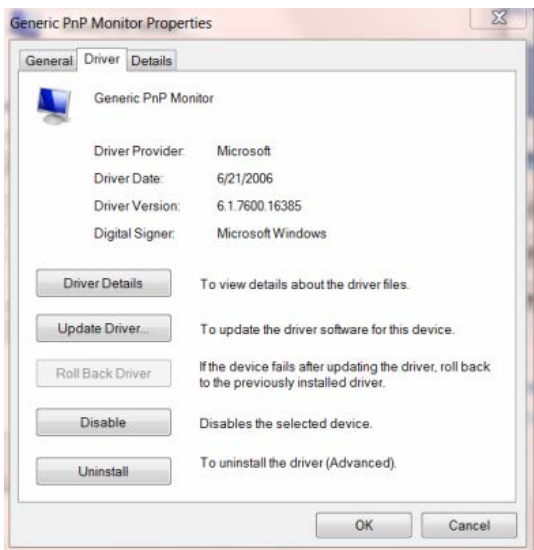 Generic PnP Monitor Properties
General Driver Details
Generic PnP Monitor
Driver Provider: Microsoft
Driver Date: 6/21/2006
Driver Version: 6.1.7600.16385
Digital Signer: Microsoft Windows
Driver Details To view details about the driver files.
Update Driver... To update the driver software for this device.
Roll Back Driver If the device fails after updating the driver, roll back
to the previously installed driver.
Disable Disables the selected device.
Uninstall To uninstall the driver (Advanced).
OK Cancel